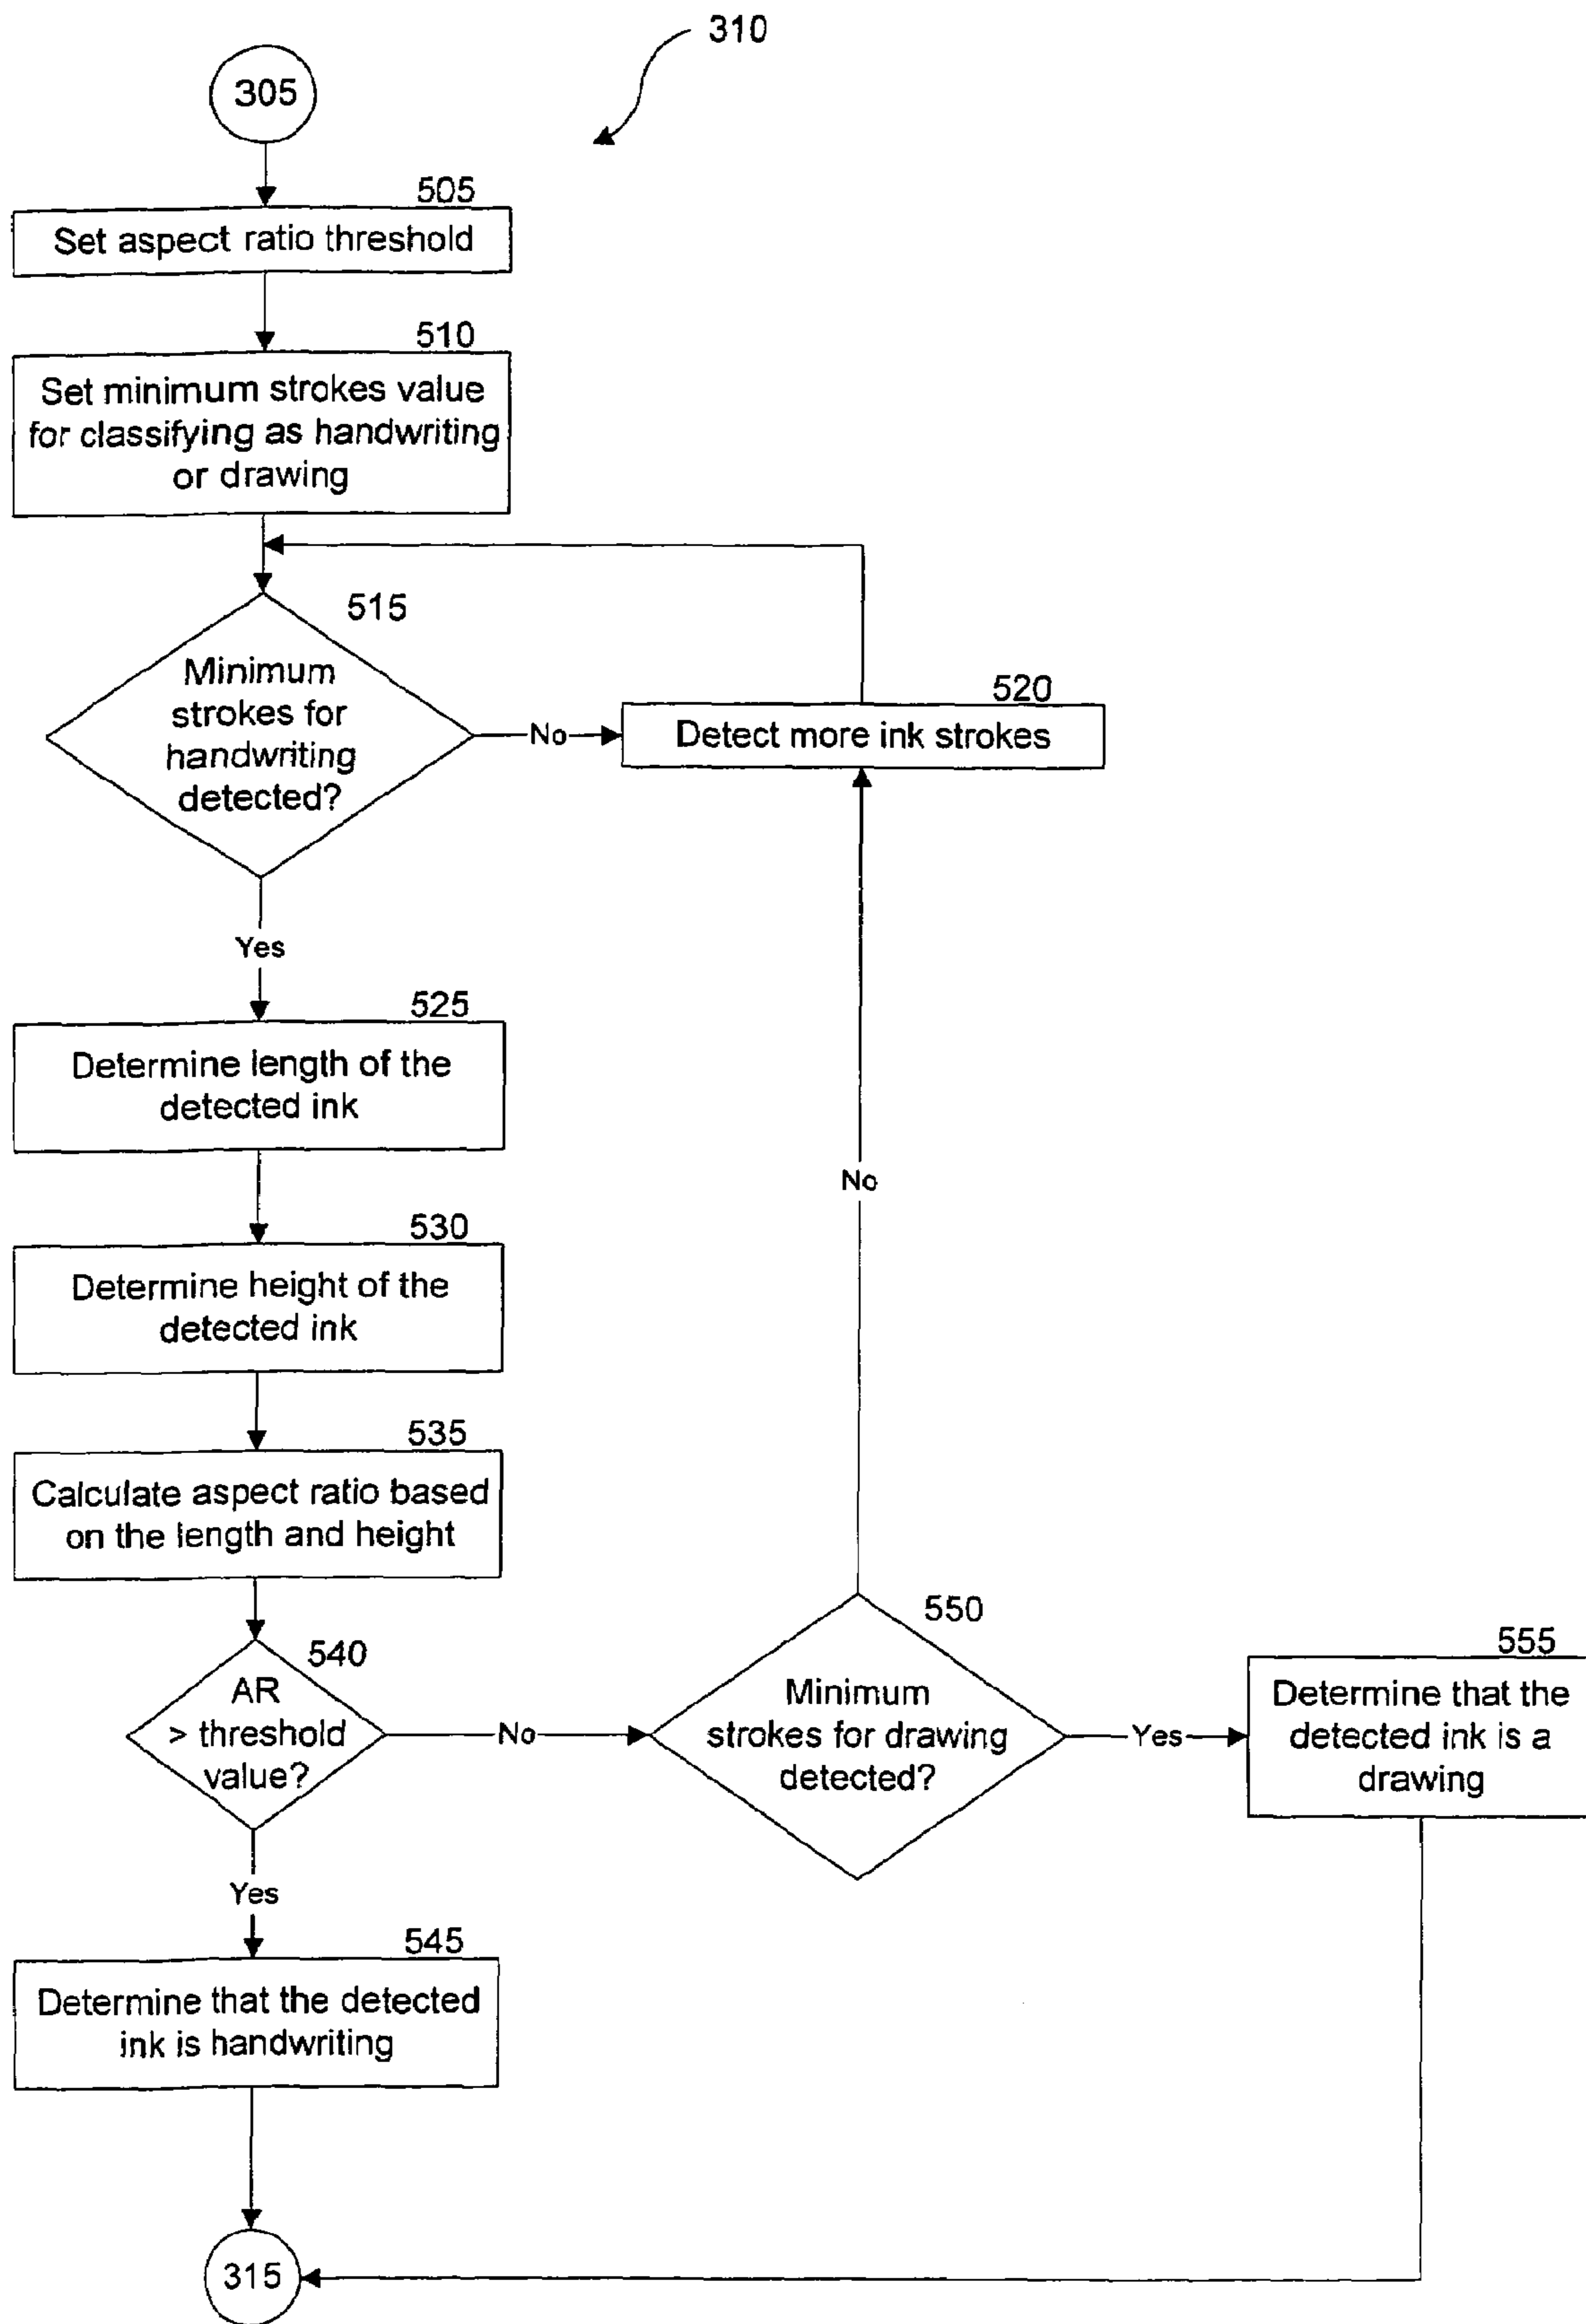 310
305
505
Set aspect ratio threshold
510
Set minimum strokes value
for classifying as handwriting
or drawing
515
Minimum
strokes for
handwriting
detected?
No
520
Detect more ink strokes
Yes
525
Determine length of the
detected ink
530
Determine height of the
detected ink
No
535
Calculate aspect ratio based
on the length and height
540
AR
> threshold
value?
No
550
Minimum
strokes for drawing
detected?
Yes
555
Determine that the
detected ink is a
drawing
Yes
545
Determine that the detected
ink is handwriting
315